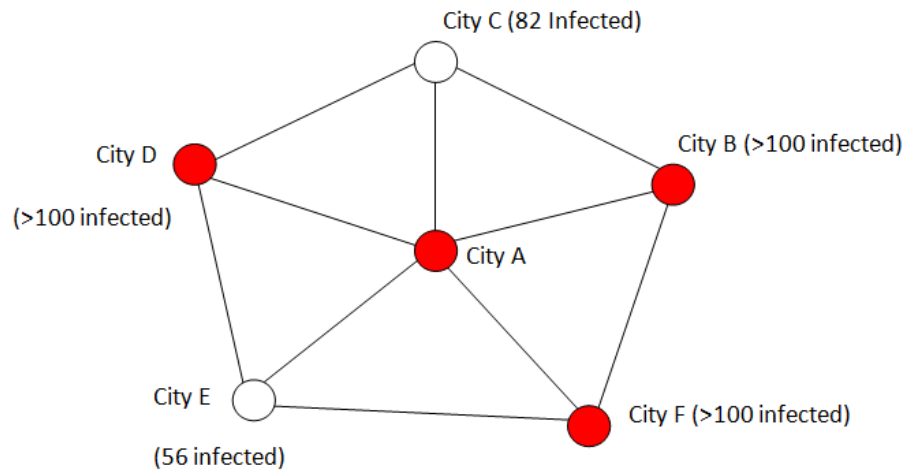 City C (82 Infected)
City B (>100 infected)
City D
(>100 infected)
City A
City E
(56 infected)
City F (>100 infected)